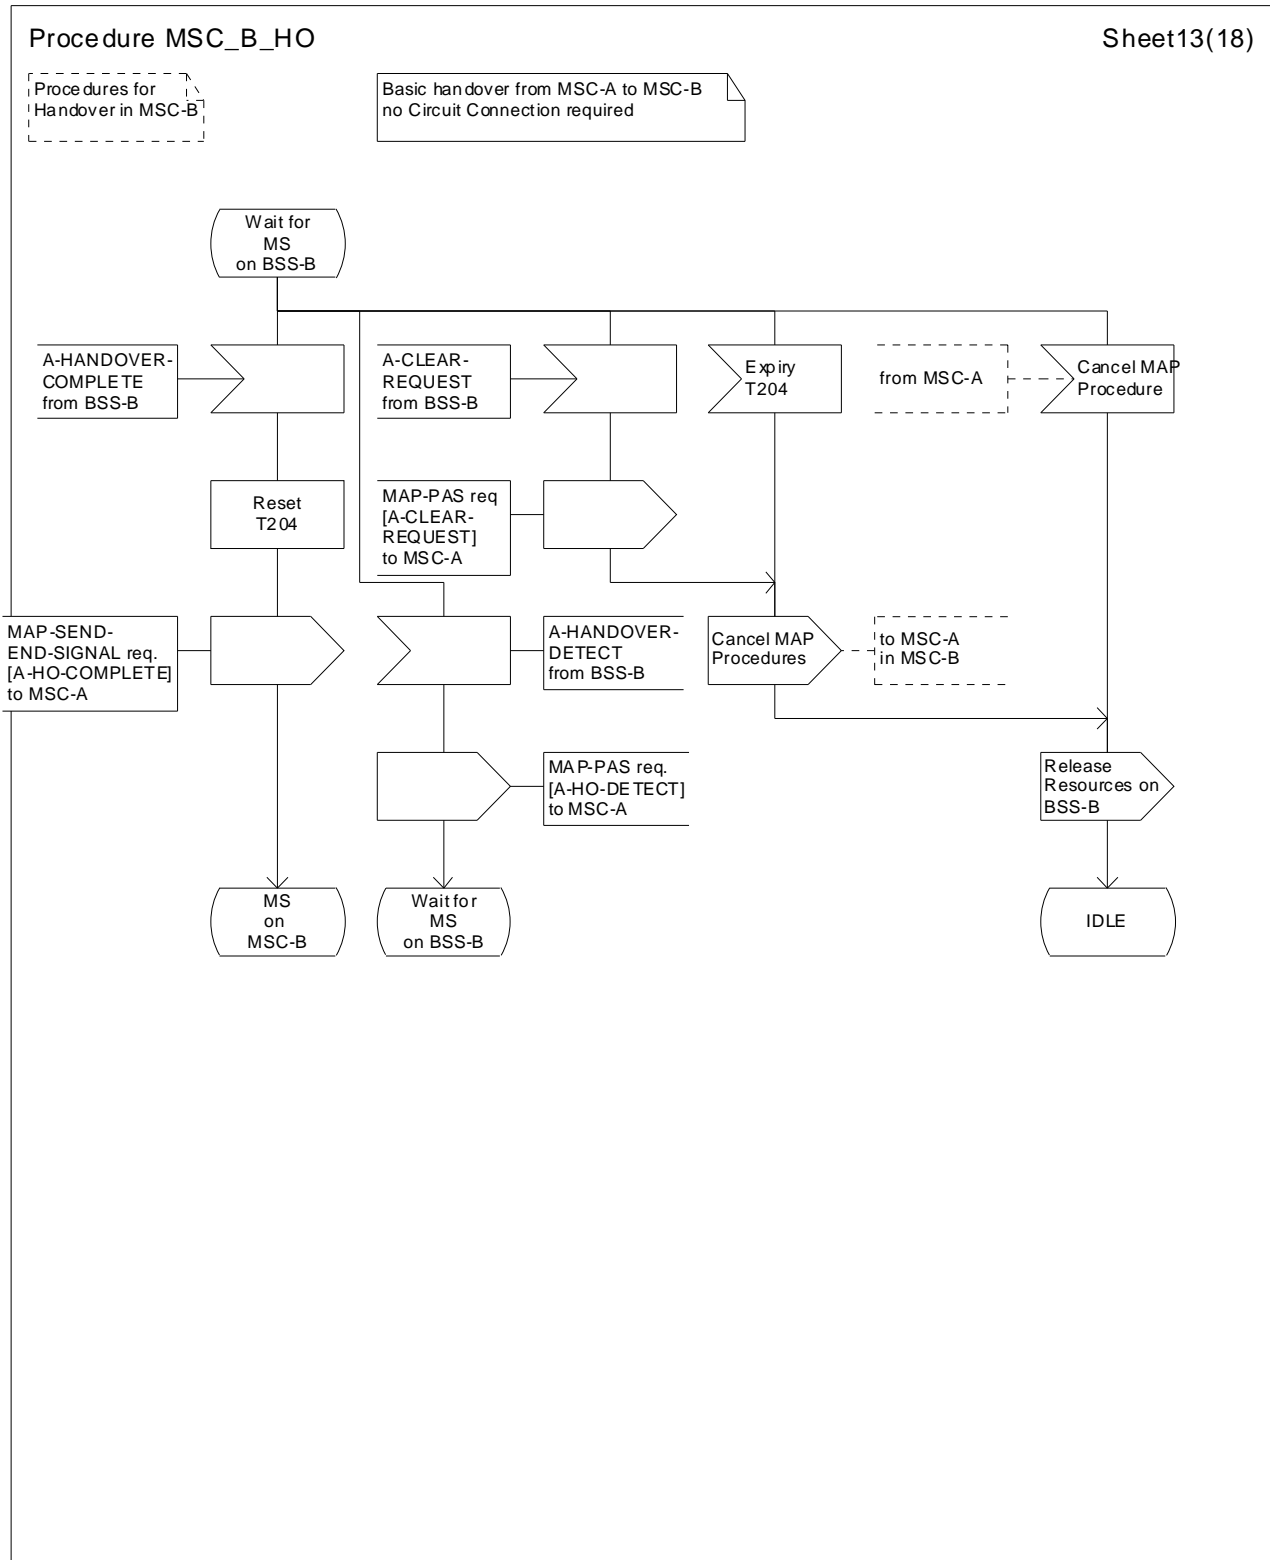 Procedure MSC_B_HO
Sheet13(18)
Procedures for
Handover in MSC-B
Basic handover from MSC-A to MSC-B
no Circuit Connection required
Wait for
MS
on BSS-B
A-HANDOVER-
COMPLETE
from BSS-B
A-CLEAR-
REQUEST
from BSS-B
Expiry
T204
from MSC-A
Cancel MAP
Procedure
Reset
T204
MAP-PAS req
[A-CLEAR-
REQUEST]
to MSC-A
MAP-SEND-
END-SIGNAL req.
[A-HO-COMPLETE]
to MSC-A
A-HANDOVER-
DETECT
from BSS-B
Cancel MAP
Procedures
to MSC-A
in MSC-B
MAP-PAS req.
[A-HO-DETECT]
to MSC-A
Release
Resources on
BSS-B
MS
on
MSC-B
Wait for
MS
on BSS-B
IDLE